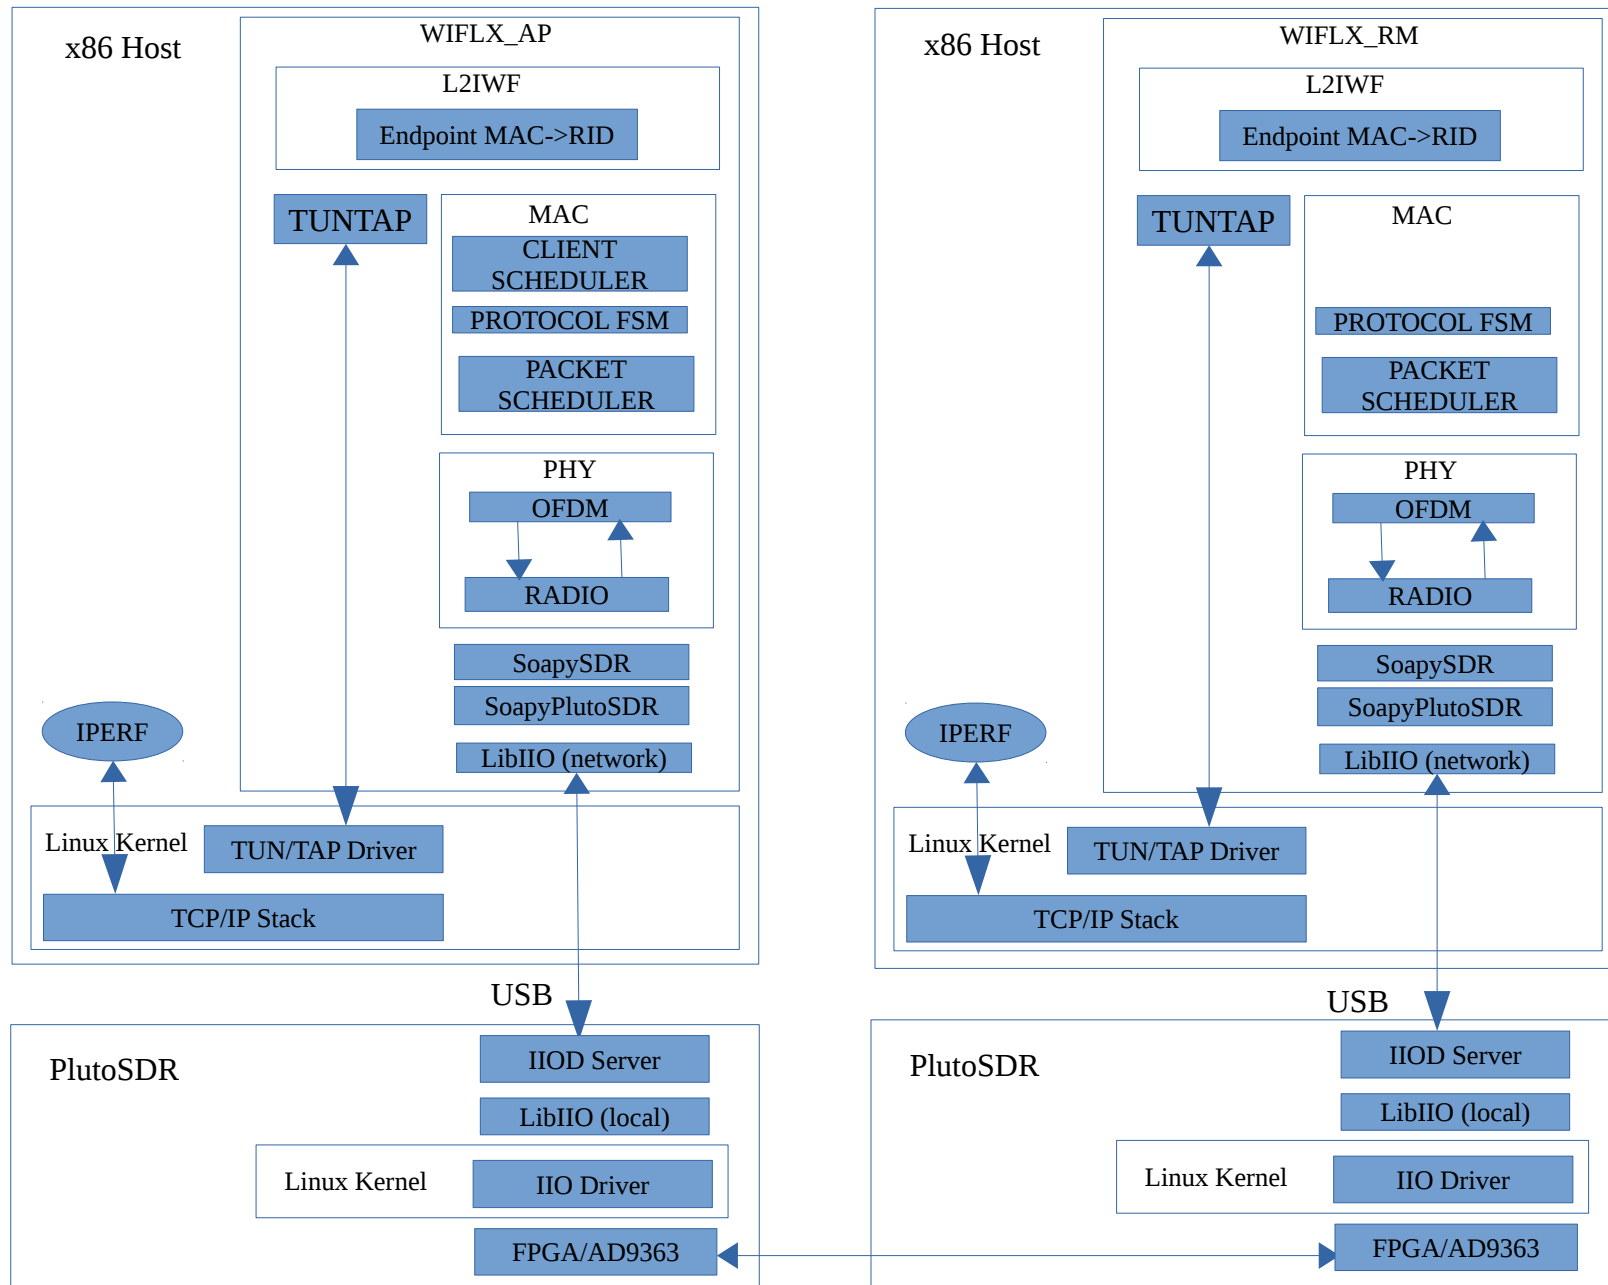 x86 Host
WIFLX_AP
L2IWF
Endpoint MAC->RID
TUNTAP
MAC
CLIENT
SCHEDULER
PROTOCOL FSM
PACKET
SCHEDULER
PHY
OFDM
RADIO
SoapySDR
SoapyPlutoSDR
LibIIO (network)
IPERF
Linux Kernel
TUN/TAP Driver
TCP/IP Stack
USB
PlutoSDR
IIOD Server
LibIIO (local)
Linux Kernel
IIO Driver
FPGA/AD9363
x86 Host
WIFLX_RM
L2IWF
Endpoint MAC->RID
TUNTAP
MAC
PROTOCOL FSM
PACKET
SCHEDULER
PHY
OFDM
RADIO
SoapySDR
SoapyPlutoSDR
LibIIO (network)
IPERF
Linux Kernel
TUN/TAP Driver
TCP/IP Stack
USB
PlutoSDR
IIOD Server
LibIIO (local)
Linux Kernel
IIO Driver
FPGA/AD9363